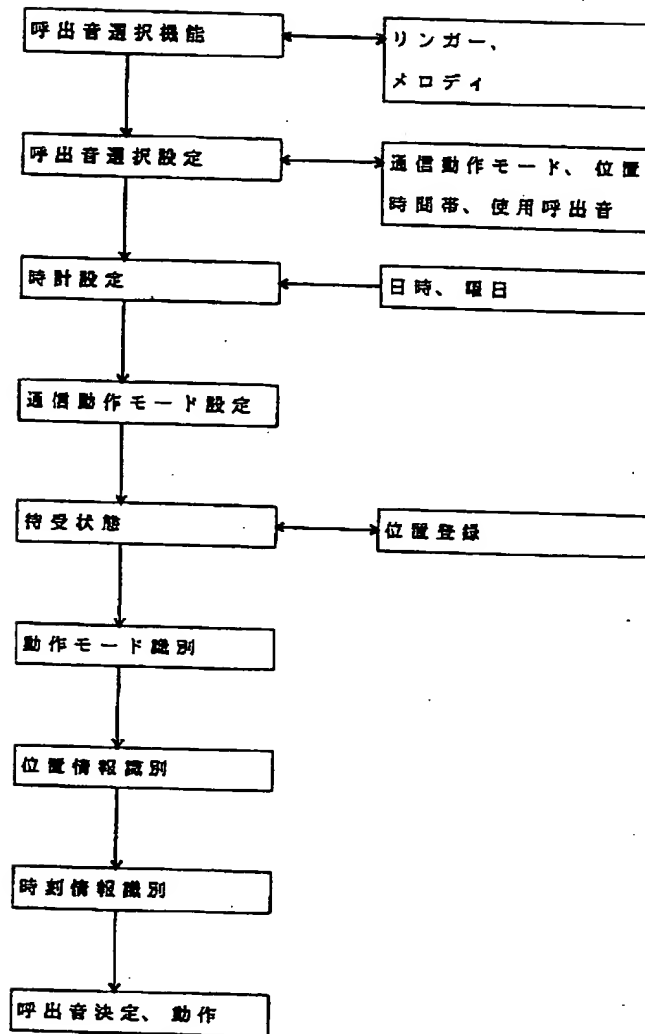 呼出音選択機能
リンガー、
メロディ
呼出音選択設定
通信動作モード、位置
時間帯、使用呼出音
時計設定
日時、曜日
通信動作モード設定
待受状態
位置登録
動作モード識別
位置情報識別
時刻情報識別
呼出音決定、動作